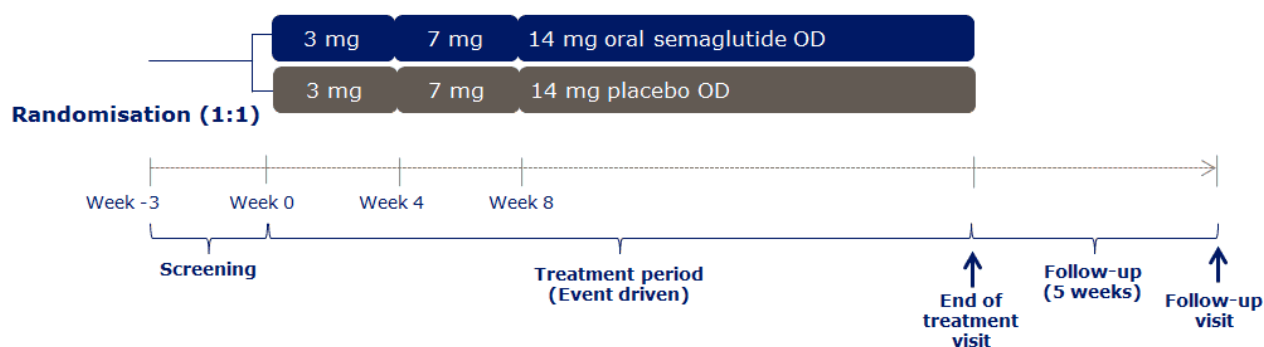 3 mg 7 mg 14 mg oral semaglutide OD
3 mg 7 mg 14 mg placebo OD
Randomisation (1:1)
Week -3 Week 0 Week 4 Week 8
Screening
Treatment period
(Event driven)
End of
treatment
visit
Follow-up
(5 weeks)
Follow-up
visit